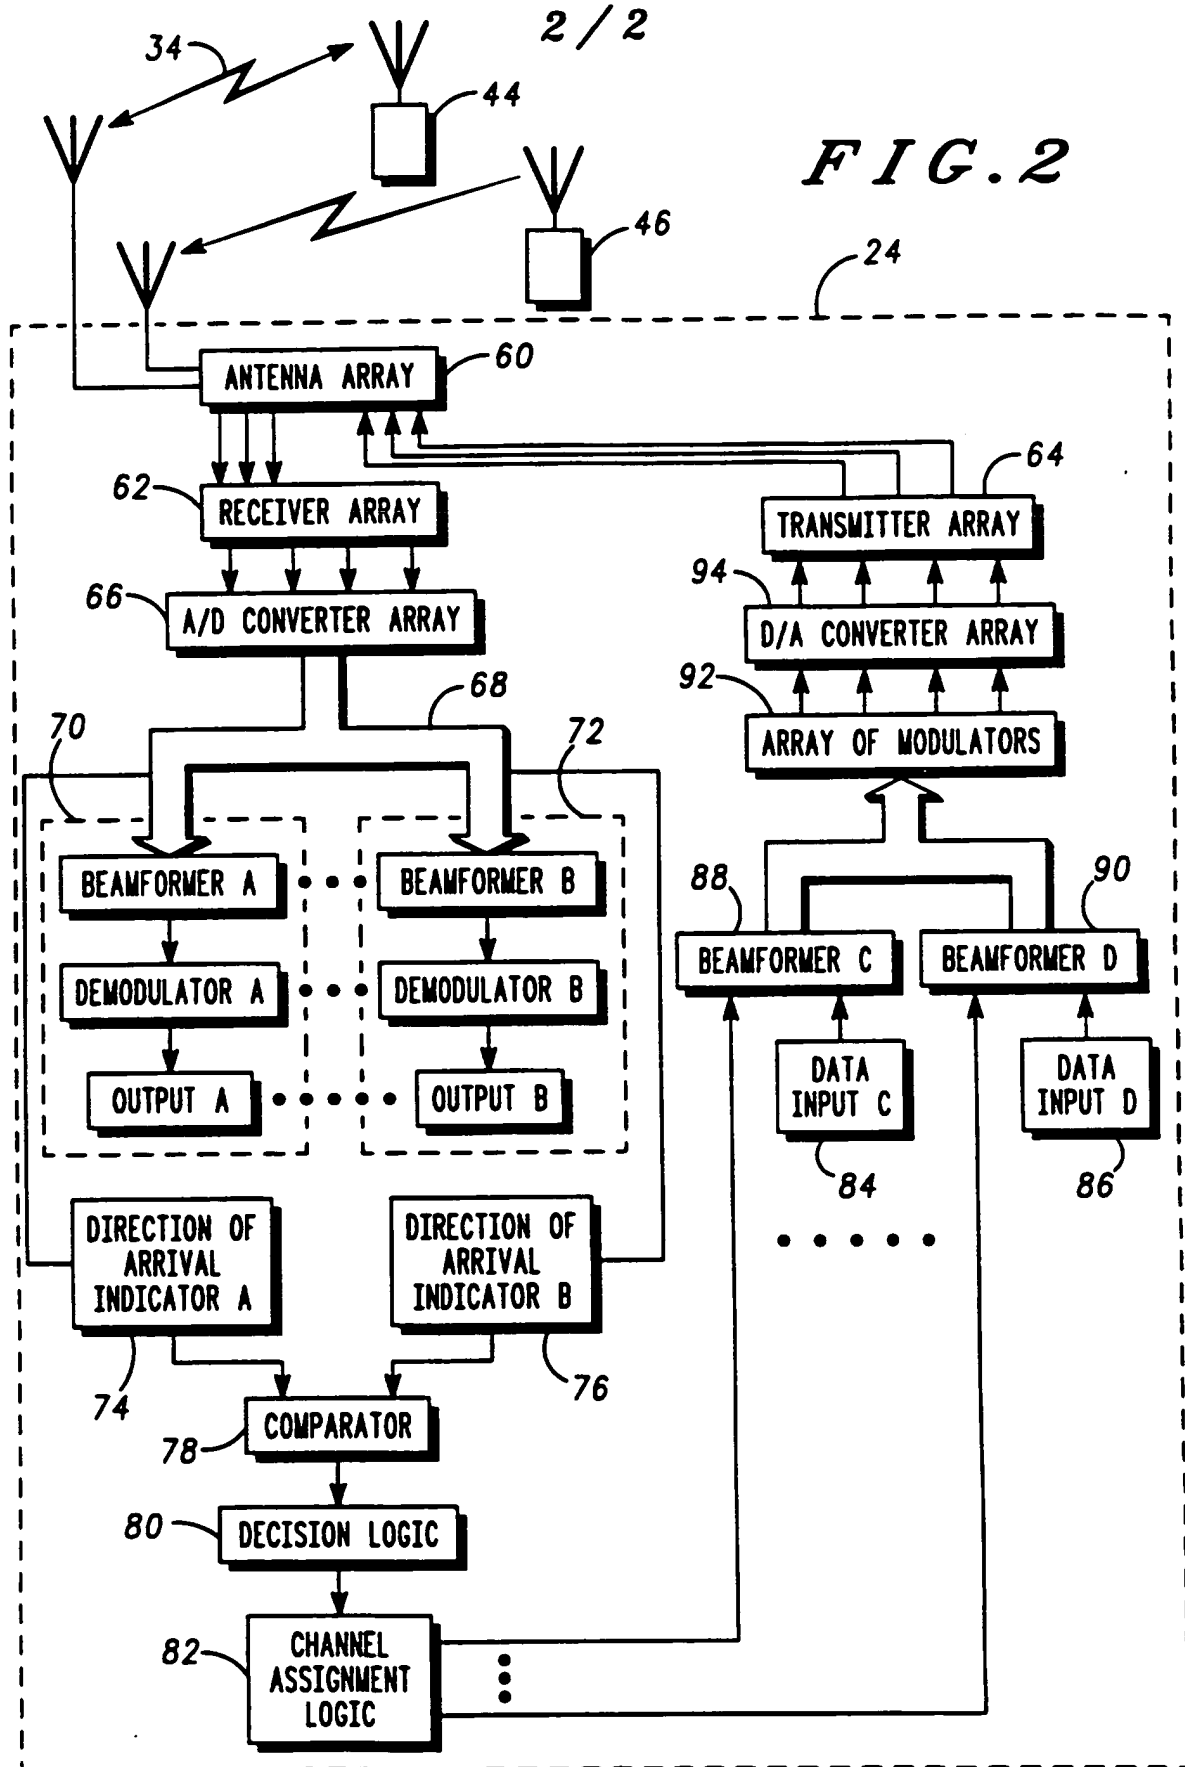 2/2
34
44
FIG.2
46
24
60
ANTENNA ARRAY
62
RECEIVER ARRAY
64
TRANSMITTER ARRAY
66
A/D CONVERTER ARRAY
94
D/A CONVERTER ARRAY
68
92
ARRAY OF MODULATORS
70
72
BEAMFORMER A
BEAMFORMER B
88
90
BEAMFORMER C
BEAMFORMER D
DEMODULATOR A
DEMODULATOR B
OUTPUT A
OUTPUT B
DATA
INPUT C
DATA
INPUT D
84
86
DIRECTION OF
ARRIVAL
INDICATOR A
DIRECTION OF
ARRIVAL
INDICATOR B
74
76
COMPARATOR
78
80
DECISION LOGIC
82
CHANNEL
ASSIGNMENT
LOGIC